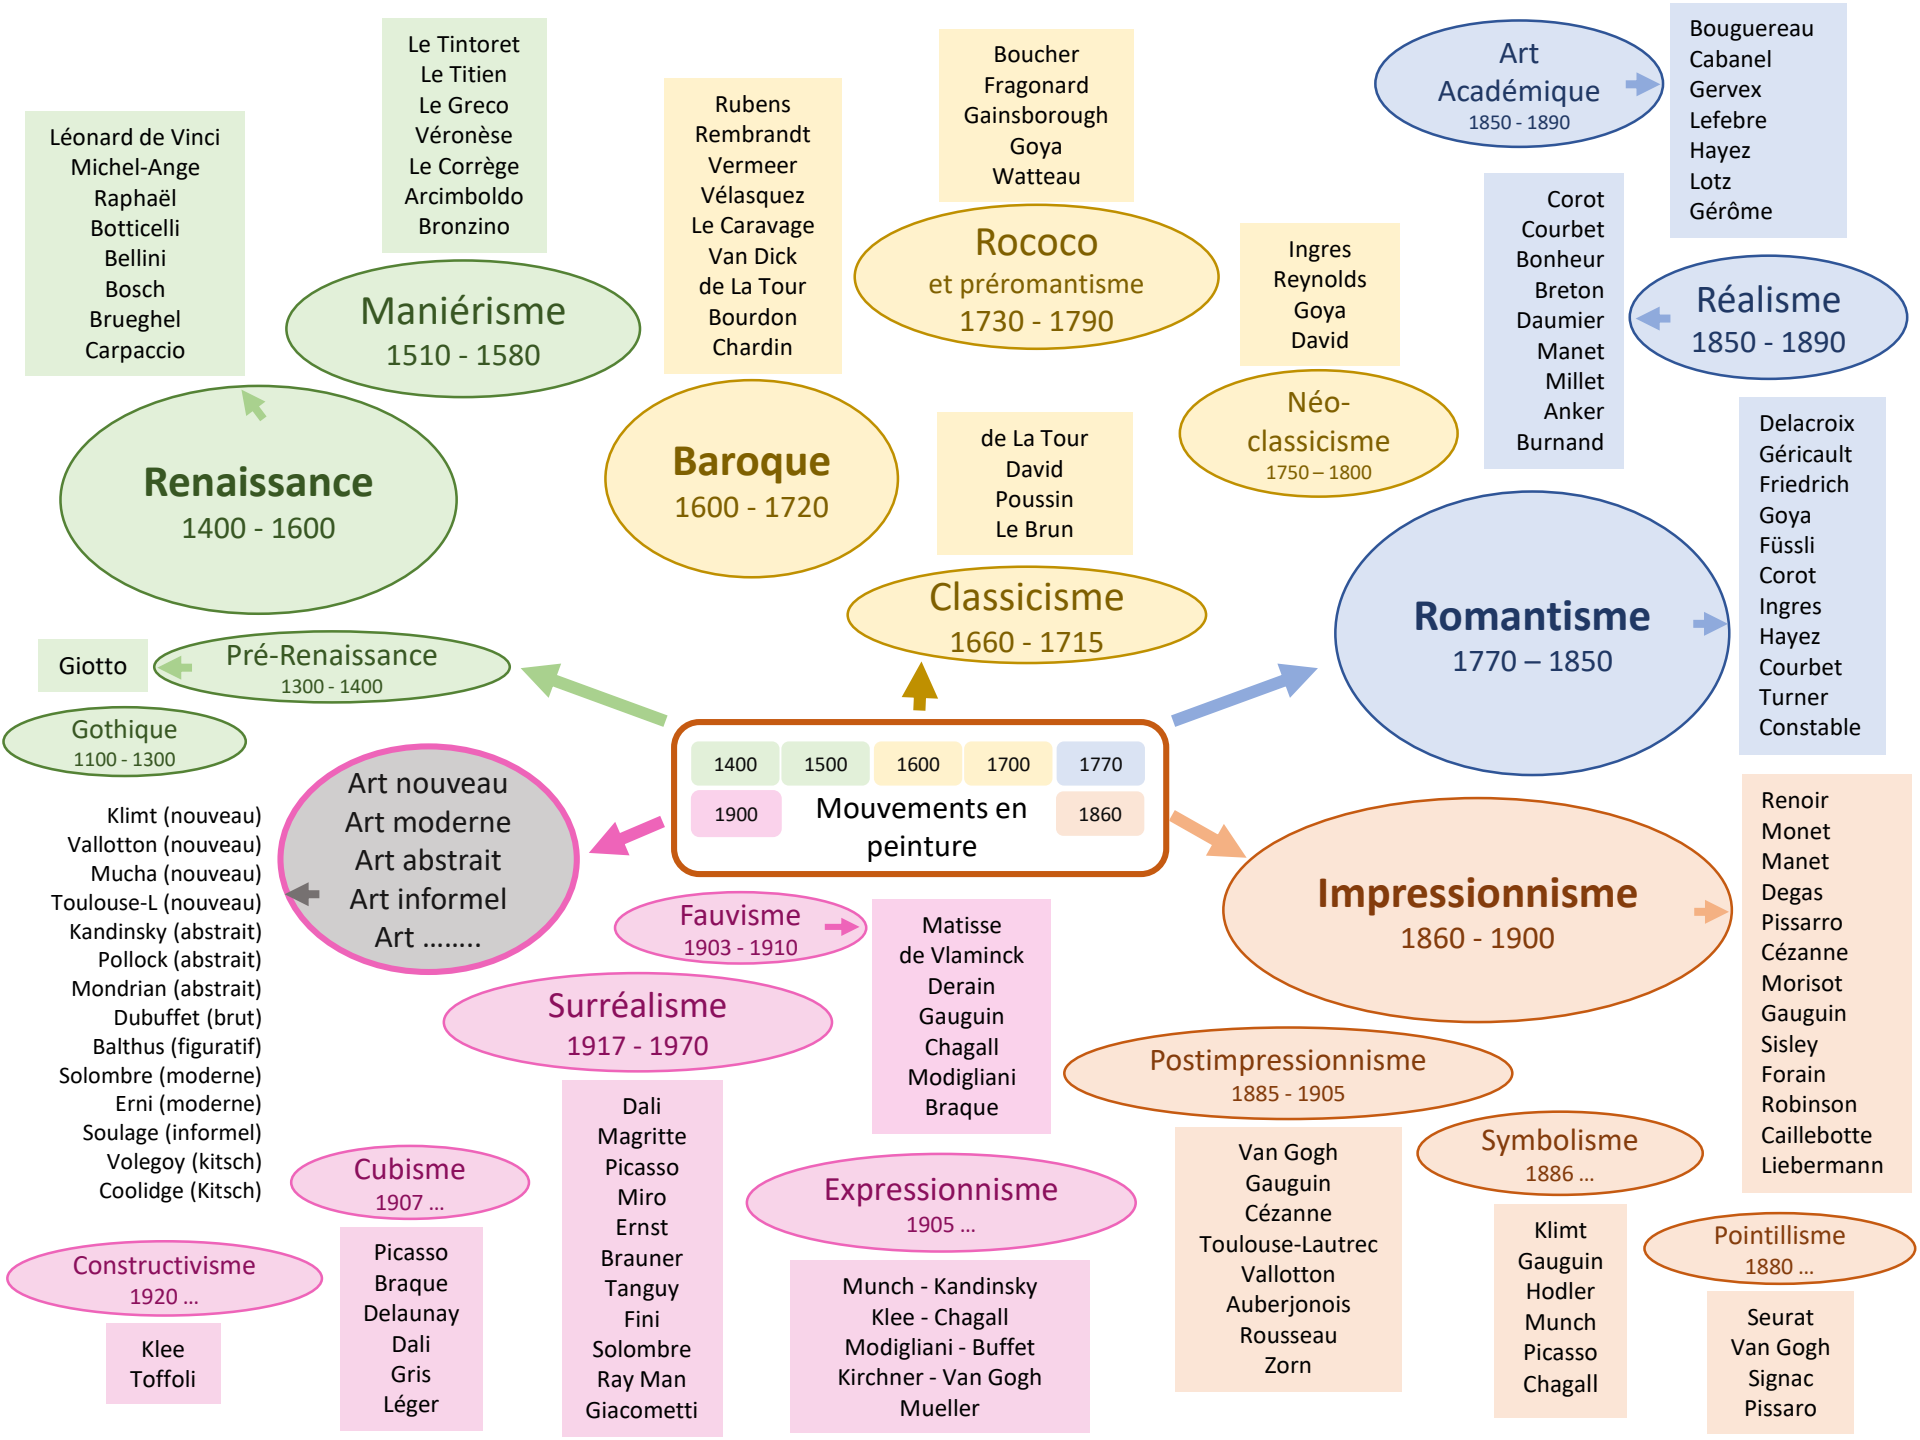 Léonard de Vinci
Michel-Ange
Raphaël
Botticelli
Bellini
Bosch
Brueghel
Carpaccio
Renaissance
1400 - 1600
Le Tintoret
Le Titien
Le Greco
Véronèse
Le Corrège
Arcimboldo
Bronzino
Maniérisme
1510 - 1580
Giotto
Pré-Renaissance
1300 - 1400
Gothique
1100 - 1300
Rubens
Rembrandt
Vermeer
Vélasquez
Le Caravage
Van Dick
de La Tour
Bourdon
Chardin
Baroque
1600 - 1720
Boucher
Fragonard
Gainsborough
Goya
Watteau
Rococo
et préromantisme
1730 - 1790
de La Tour
David
Poussin
Le Brun
Classicisme
1660 - 1715
Ingres
Reynolds
Goya
David
Néo-
classicisme
1750 – 1800
Art
Académique
1850 - 1890
Bouguereau
Cabanel
Gervex
Lefebre
Hayez
Lotz
Gérôme
Corot
Courbet
Bonheur
Breton
Daumier
Manet
Millet
Anker
Burnand
Réalisme
1850 - 1890
Romantisme
1770 – 1850
Delacroix
Géricault
Friedrich
Goya
Füssli
Corot
Ingres
Hayez
Courbet
Turner
Constable
1400 1500 1600 1700 1770
1900 Mouvements en 1860
peinture
Art nouveau
Art moderne
Art abstrait
Art informel
Art ........
Klimt (nouveau)
Vallotton (nouveau)
Mucha (nouveau)
Toulouse-L (nouveau)
Kandinsky (abstrait)
Pollock (abstrait)
Mondrian (abstrait)
Dubuffet (brut)
Balthus (figuratif)
Solombre (moderne)
Erni (moderne)
Soulage (informel)
Volegoy (kitsch)
Coolidge (Kitsch)
Fauvisme
1903 - 1910
Matisse
de Vlaminck
Derain
Gauguin
Chagall
Modigliani
Braque
Surréalisme
1917 - 1970
Dali
Magritte
Picasso
Miro
Ernst
Brauner
Tanguy
Fini
Solombre
Ray Man
Giacometti
Cubisme
1907 ...
Picasso
Braque
Delaunay
Dali
Gris
Léger
Constructivisme
1920 ...
Klee
Toffoli
Expressionnisme
1905 ...
Munch - Kandinsky
Klee - Chagall
Modigliani - Buffet
Kirchner - Van Gogh
Mueller
Impressionnisme
1860 - 1900
Renoir
Monet
Manet
Degas
Pissarro
Cézanne
Morisot
Gauguin
Sisley
Forain
Robinson
Caillebotte
Liebermann
Postimpressionnisme
1885 - 1905
Van Gogh
Gauguin
Cézanne
Toulouse-Lautrec
Vallotton
Auberjonois
Rousseau
Zorn
Symbolisme
1886 ...
Klimt
Gauguin
Hodler
Munch
Picasso
Chagall
Pointillisme
1880 ...
Seurat
Van Gogh
Signac
Pissaro